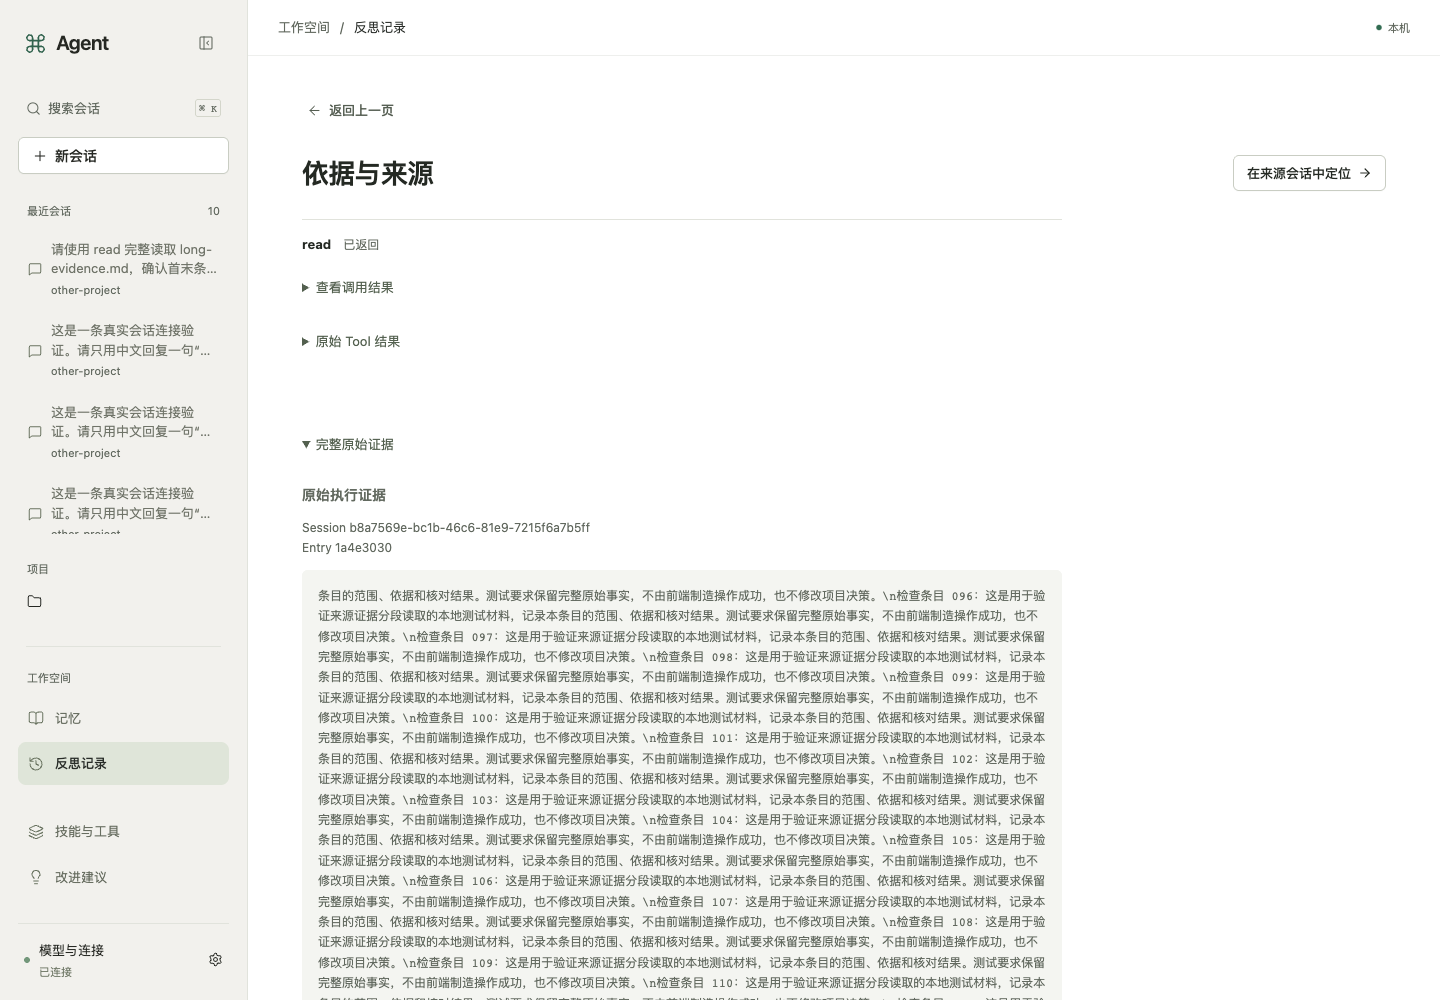 Agent
搜索会话
⌘ K
新会话
最近会话 10
请使用 read 完整读取 long-
evidence.md，确认首末条...
other-project
这是一条真实会话连接验
证。请只用中文回复一句“...
other-project
这是一条真实会话连接验
证。请只用中文回复一句“...
other-project
这是一条真实会话连接验
证。请只用中文回复一句“...
other-project
项目
工作空间
记忆
反思记录
技能与工具
改进建议
模型与连接
已连接
工作空间 / 反思记录
本机
返回上一页
依据与来源
在来源会话中定位
read 已返回
查看调用结果
原始 Tool 结果
完整原始证据
原始执行证据
Session b8a7569e-bc1b-46c6-81e9-7215f6a7b5ff
Entry 1a4e3030
条目的范围、依据和核对结果。测试要求保留完整原始事实，不由前端制造操作成功，也不修改项目决策。\n检查条目 096：这是用于验
证来源证据分段读取的本地测试材料，记录本条目的范围、依据和核对结果。测试要求保留完整原始事实，不由前端制造操作成功，也不
修改项目决策。\n检查条目 097：这是用于验证来源证据分段读取的本地测试材料，记录本条目的范围、依据和核对结果。测试要求保留
完整原始事实，不由前端制造操作成功，也不修改项目决策。\n检查条目 098：这是用于验证来源证据分段读取的本地测试材料，记录本
条目的范围、依据和核对结果。测试要求保留完整原始事实，不由前端制造操作成功，也不修改项目决策。\n检查条目 099：这是用于验
证来源证据分段读取的本地测试材料，记录本条目的范围、依据和核对结果。测试要求保留完整原始事实，不由前端制造操作成功，也不
修改项目决策。\n检查条目 100：这是用于验证来源证据分段读取的本地测试材料，记录本条目的范围、依据和核对结果。测试要求保留
完整原始事实，不由前端制造操作成功，也不修改项目决策。\n检查条目 101：这是用于验证来源证据分段读取的本地测试材料，记录本
条目的范围、依据和核对结果。测试要求保留完整原始事实，不由前端制造操作成功，也不修改项目决策。\n检查条目 102：这是用于验
证来源证据分段读取的本地测试材料，记录本条目的范围、依据和核对结果。测试要求保留完整原始事实，不由前端制造操作成功，也不
修改项目决策。\n检查条目 103：这是用于验证来源证据分段读取的本地测试材料，记录本条目的范围、依据和核对结果。测试要求保留
完整原始事实，不由前端制造操作成功，也不修改项目决策。\n检查条目 104：这是用于验证来源证据分段读取的本地测试材料，记录本
条目的范围、依据和核对结果。测试要求保留完整原始事实，不由前端制造操作成功，也不修改项目决策。\n检查条目 105：这是用于验
证来源证据分段读取的本地测试材料，记录本条目的范围、依据和核对结果。测试要求保留完整原始事实，不由前端制造操作成功，也不
修改项目决策。\n检查条目 106：这是用于验证来源证据分段读取的本地测试材料，记录本条目的范围、依据和核对结果。测试要求保留
完整原始事实，不由前端制造操作成功，也不修改项目决策。\n检查条目 107：这是用于验证来源证据分段读取的本地测试材料，记录本
条目的范围、依据和核对结果。测试要求保留完整原始事实，不由前端制造操作成功，也不修改项目决策。\n检查条目 108：这是用于验
证来源证据分段读取的本地测试材料，记录本条目的范围、依据和核对结果。测试要求保留完整原始事实，不由前端制造操作成功，也不
修改项目决策。\n检查条目 109：这是用于验证来源证据分段读取的本地测试材料，记录本条目的范围、依据和核对结果。测试要求保留
完整原始事实，不由前端制造操作成功，也不修改项目决策。\n检查条目 110：这是用于验证来源证据分段读取的本地测试材料，记录本